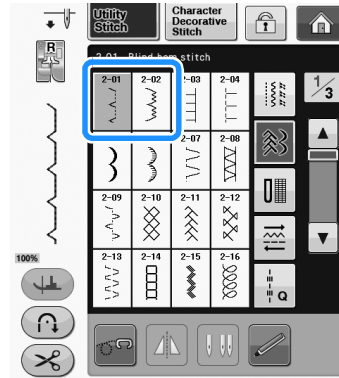 Utility
Stitch
Character
Decorative
Stitch
R
2-01 Blind hem stitch
1/3
2-01 2-02 2-03 2-04
2-07 2-08
2-09 2-10 2-11 2-12
2-13 2-14 2-15 2-16
100%
Q